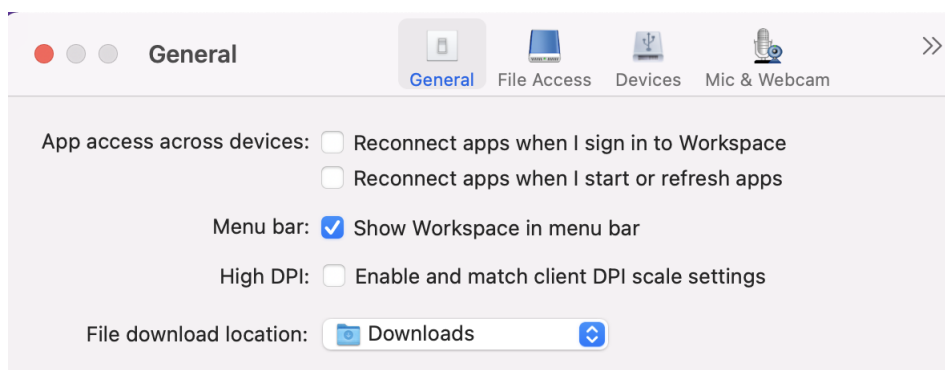 General
General File Access Devices Mic & Webcam
App access across devices: Reconnect apps when I sign in to Workspace
Reconnect apps when I start or refresh apps
Menu bar: Show Workspace in menu bar
High DPI: Enable and match client DPI scale settings
File download location: Downloads